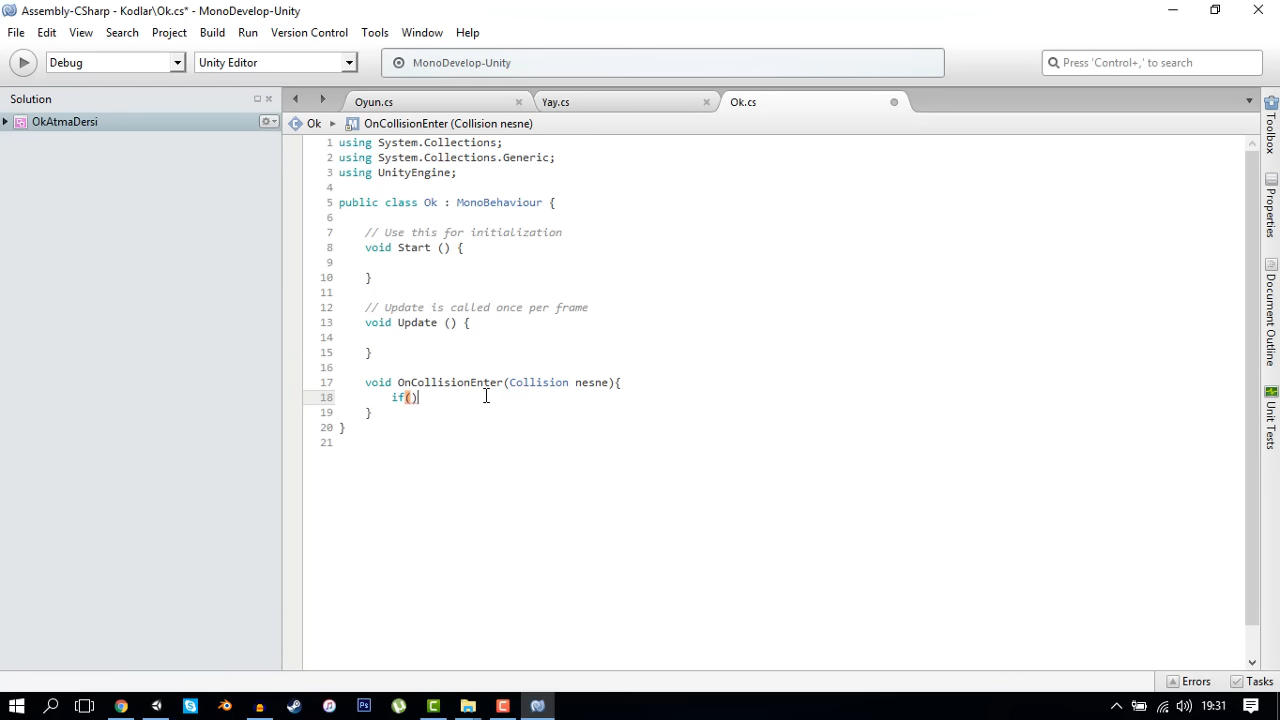 Assembly-CSharp - Kodlar\Ok.cs* - MonoDevelop-Unity
File Edit View Search Project Build Run Version Control Tools Window Help
Debug Unity Editor MonoDevelop-Unity Press 'Control+,' to search
Solution
Oyun.cs Yay.cs Ok.cs
OkAtmaDersi
Ok OnCollisionEnter (Collision nesne)
1 using System.Collections;
2 using System.Collections.Generic;
3 using UnityEngine;
4
5 public class Ok : MonoBehaviour {
6
7 // Use this for initialization
8 void Start () {
9
10 }
11
12 // Update is called once per frame
13 void Update () {
14
15 }
16
17 void OnCollisionEnter(Collision nesne){
18 if()
19 }
20 }
21
Toolbox
Properties
Document Outline
Unit Tests
Errors Tasks
19:31